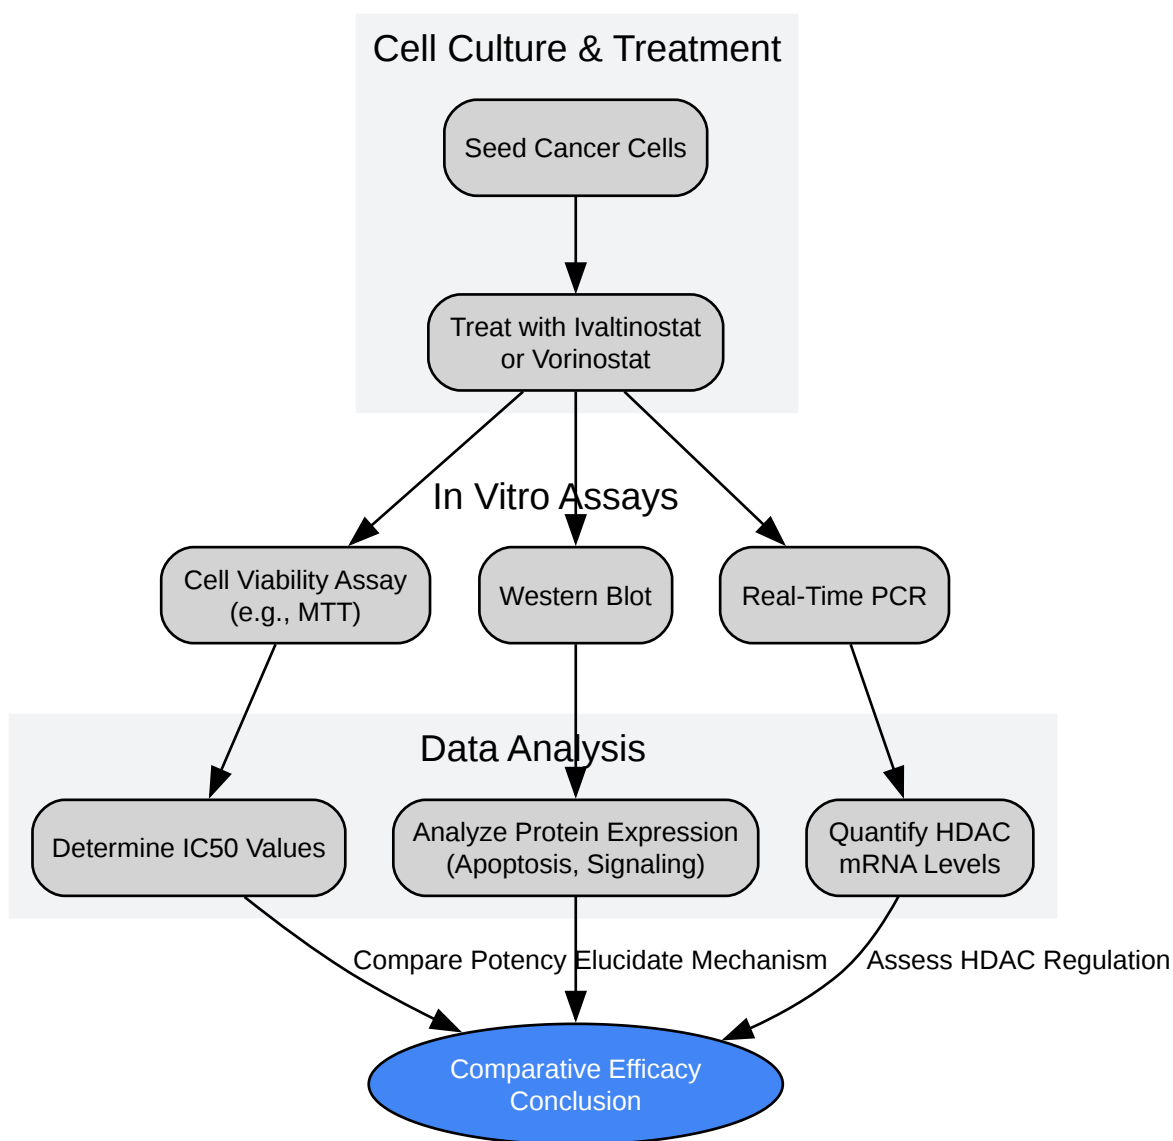 Cell Culture & Treatment
Seed Cancer Cells
Treat with Ivaltinostat
or Vorinostat
In Vitro Assays
Cell Viability Assay
(e.g., MTT)
Western Blot
Real-Time PCR
Data Analysis
Determine IC50 Values
Analyze Protein Expression
(Apoptosis, Signaling)
Quantify HDAC
mRNA Levels
Compare Potency
Elucidate Mechanism
Assess HDAC Regulation
Comparative Efficacy
Conclusion